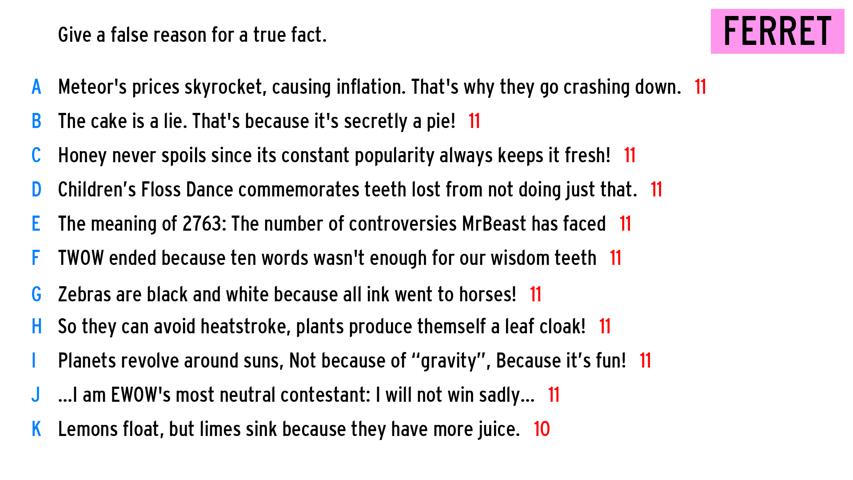 Give a false reason for a true fact.
FERRET
A Meteor's prices skyrocket, causing inflation. That's why they go crashing down. 11
B The cake is a lie. That's because it's secretly a pie! 11
C Honey never spoils since its constant popularity always keeps it fresh! 11
D Children’s Floss Dance commemorates teeth lost from not doing just that. 11
E The meaning of 2763: The number of controversies MrBeast has faced 11
F TWOW ended because ten words wasn't enough for our wisdom teeth 11
G Zebras are black and white because all ink went to horses! 11
H So they can avoid heatstroke, plants produce themself a leaf cloak! 11
I Planets revolve around suns, Not because of “gravity”, Because it’s fun! 11
J ...I am EWOW's most neutral contestant: I will not win sadly... 11
K Lemons float, but limes sink because they have more juice. 10